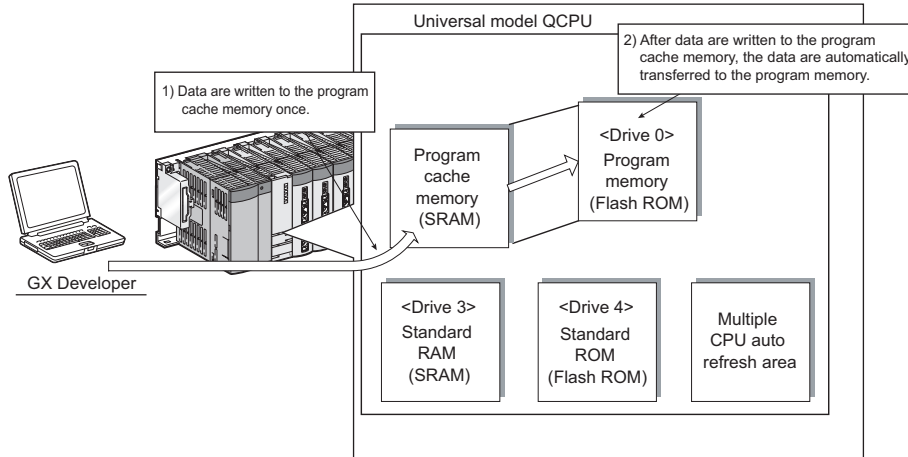 Universal model QCPU
2) After data are written to the program
cache memory, the data are automatically
transferred to the program memory.
1) Data are written to the program
cache memory once.
Program
cache
memory
(SRAM)
<Drive 0>
Program
memory
(Flash ROM)
GX Developer
<Drive 3>
Standard
RAM
(SRAM)
<Drive 4>
Standard
ROM
(Flash ROM)
Multiple
CPU auto
refresh area